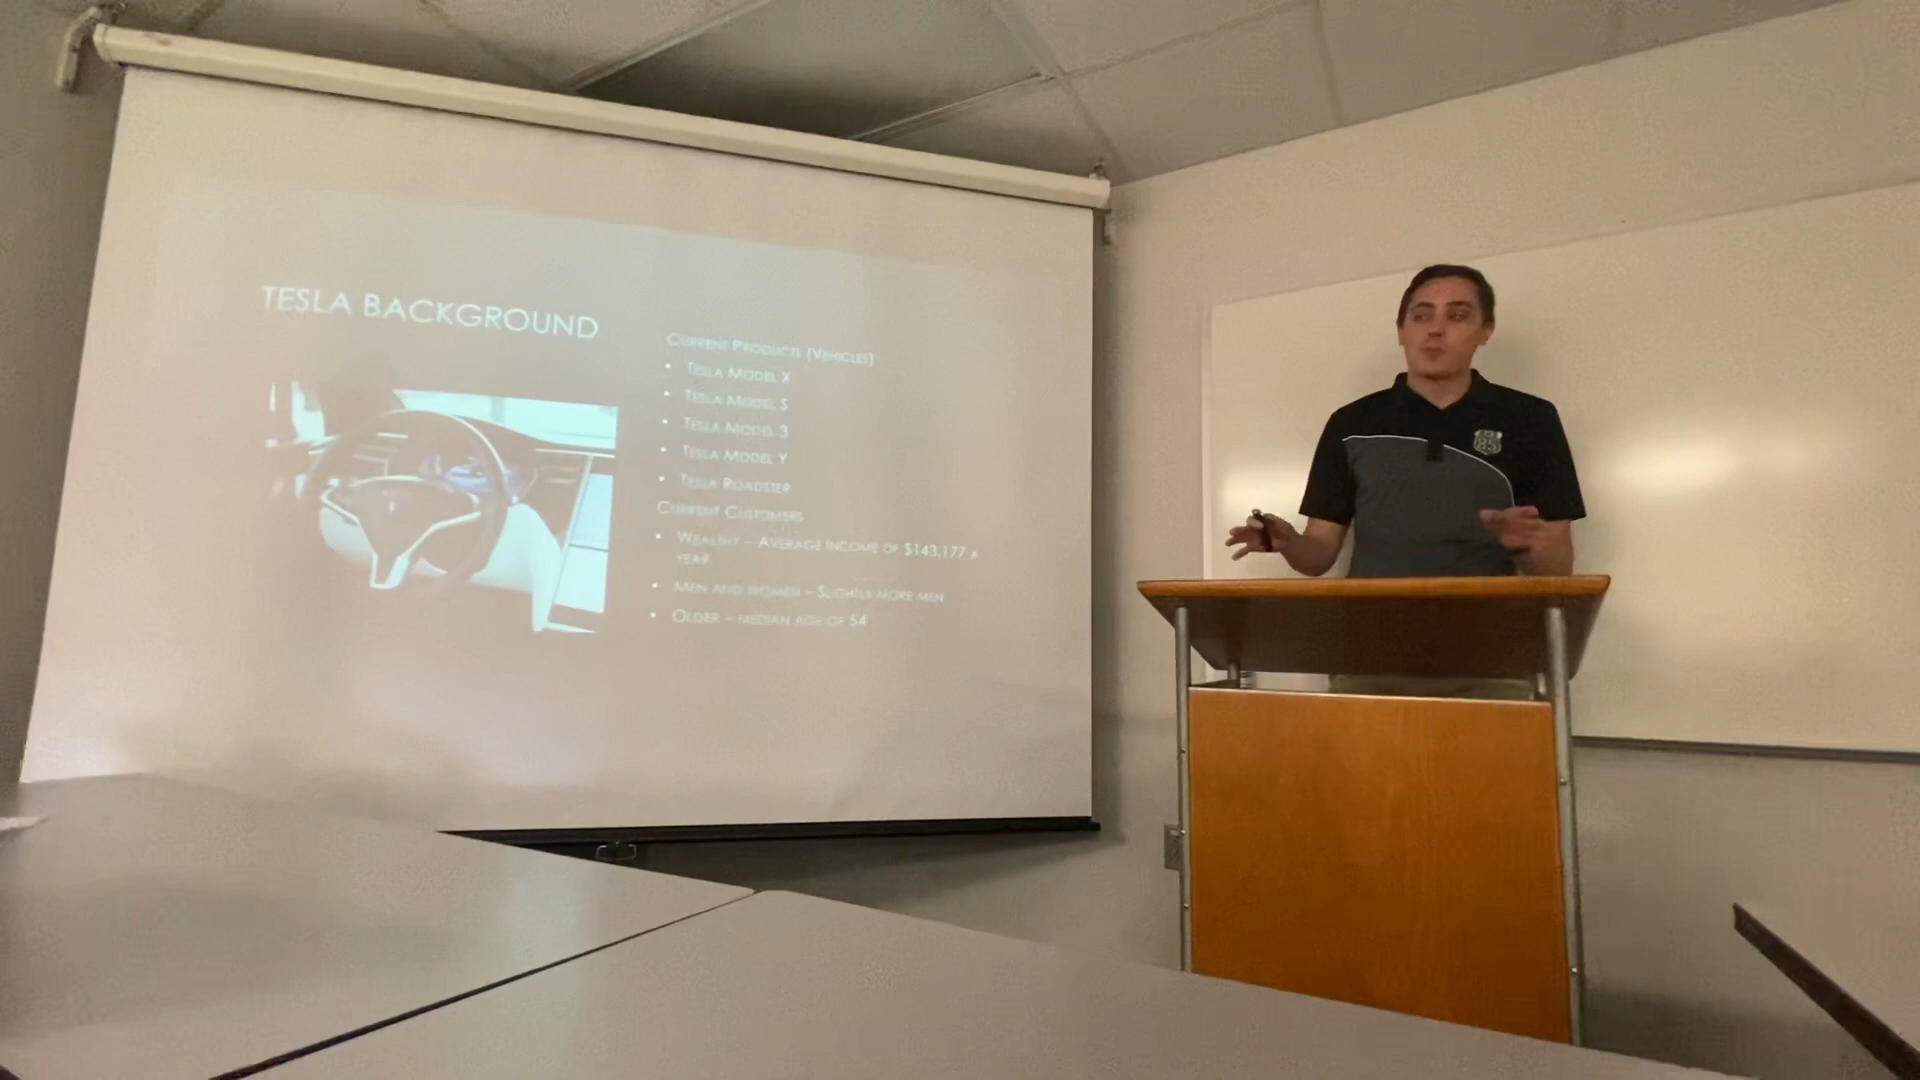 TESLA BACKGROUND
CURRENT PRODUCTS (VEHICLES)
• TESLA MODEL X
• TESLA MODEL S
• TESLA MODEL 3
• TESLA MODEL Y
• TESLA ROADSTER
CURRENT CUSTOMERS
• WEALTHY – AVERAGE INCOME OF $143,177 A
YEAR
• MEN AND WOMEN – SLIGHTLY MORE MEN
• OLDER – MEDIAN AGE OF 54
85